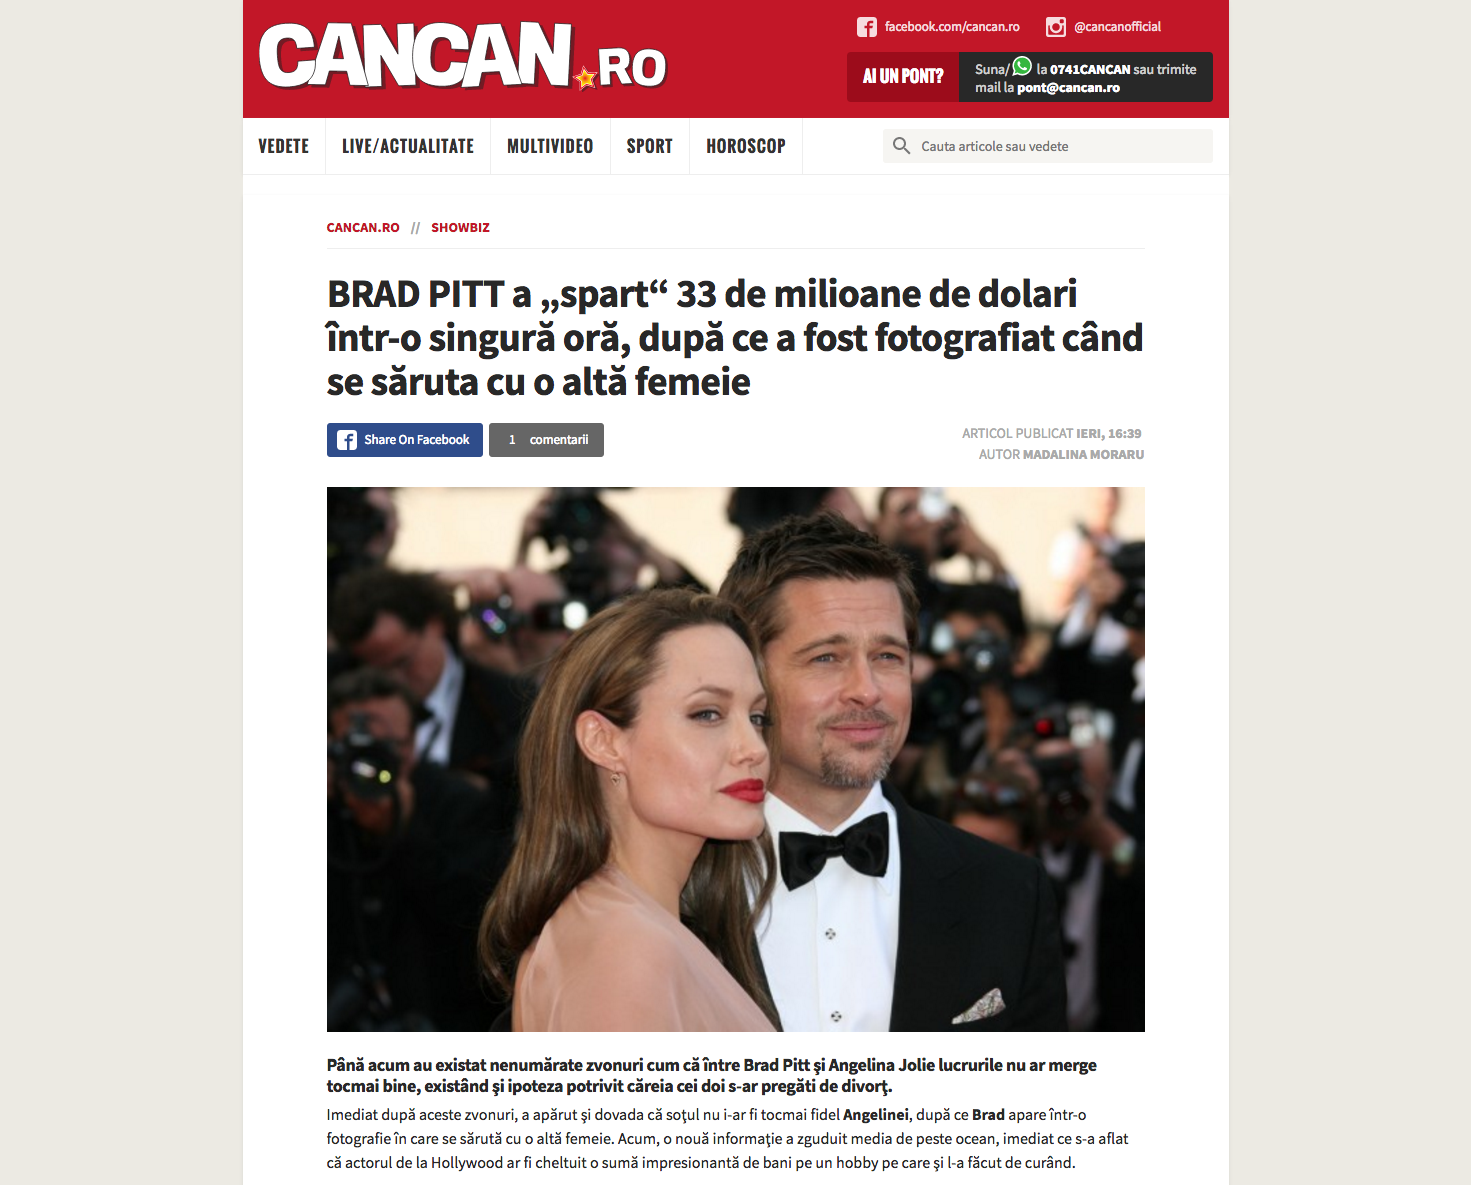 CANCAN.RO
facebook.com/cancan.ro
@cancanofficial
AI UN PONT?
Suna/ la 0741CANCAN sau trimite
mail la pont@cancan.ro
VEDETE
LIVE/ACTUALITATE
MULTIVIDEO
SPORT
HOROSCOP
Cauta articole sau vedete
CANCAN.RO // SHOWBIZ
BRAD PITT a „spart“ 33 de milioane de dolari
într-o singură oră, după ce a fost fotografiat când
se săruta cu o altă femeie
Share On Facebook
1 comentarii
ARTICOL PUBLICAT IERI, 16:39
AUTOR MADALINA MORARU
Până acum au existat nenumărate zvonuri cum că între Brad Pitt şi Angelina Jolie lucrurile nu ar merge
tocmai bine, existând şi ipoteza potrivit căreia cei doi s-ar pregăti de divorţ.
Imediat după aceste zvonuri, a apărut şi dovada că soţul nu i-ar fi tocmai fidel Angelinei, după ce Brad apare într-o
fotografie în care se sărută cu o altă femeie. Acum, o nouă informaţie a zguduit media de peste ocean, imediat ce s-a aflat
că actorul de la Hollywood ar fi cheltuit o sumă impresionantă de bani pe un hobby pe care şi l-a făcut de curând.